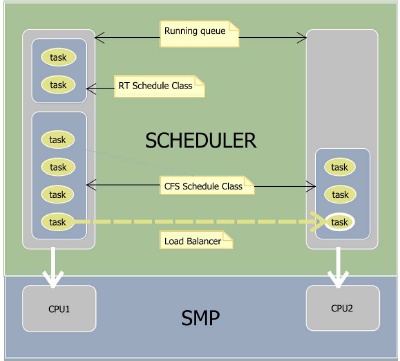 Running queue
task
task
RT Schedule Class
SCHEDULER
task
task
task
task
CFS Schedule Class
task
task
task
Load Balancer
CPU1
SMP
CPU2